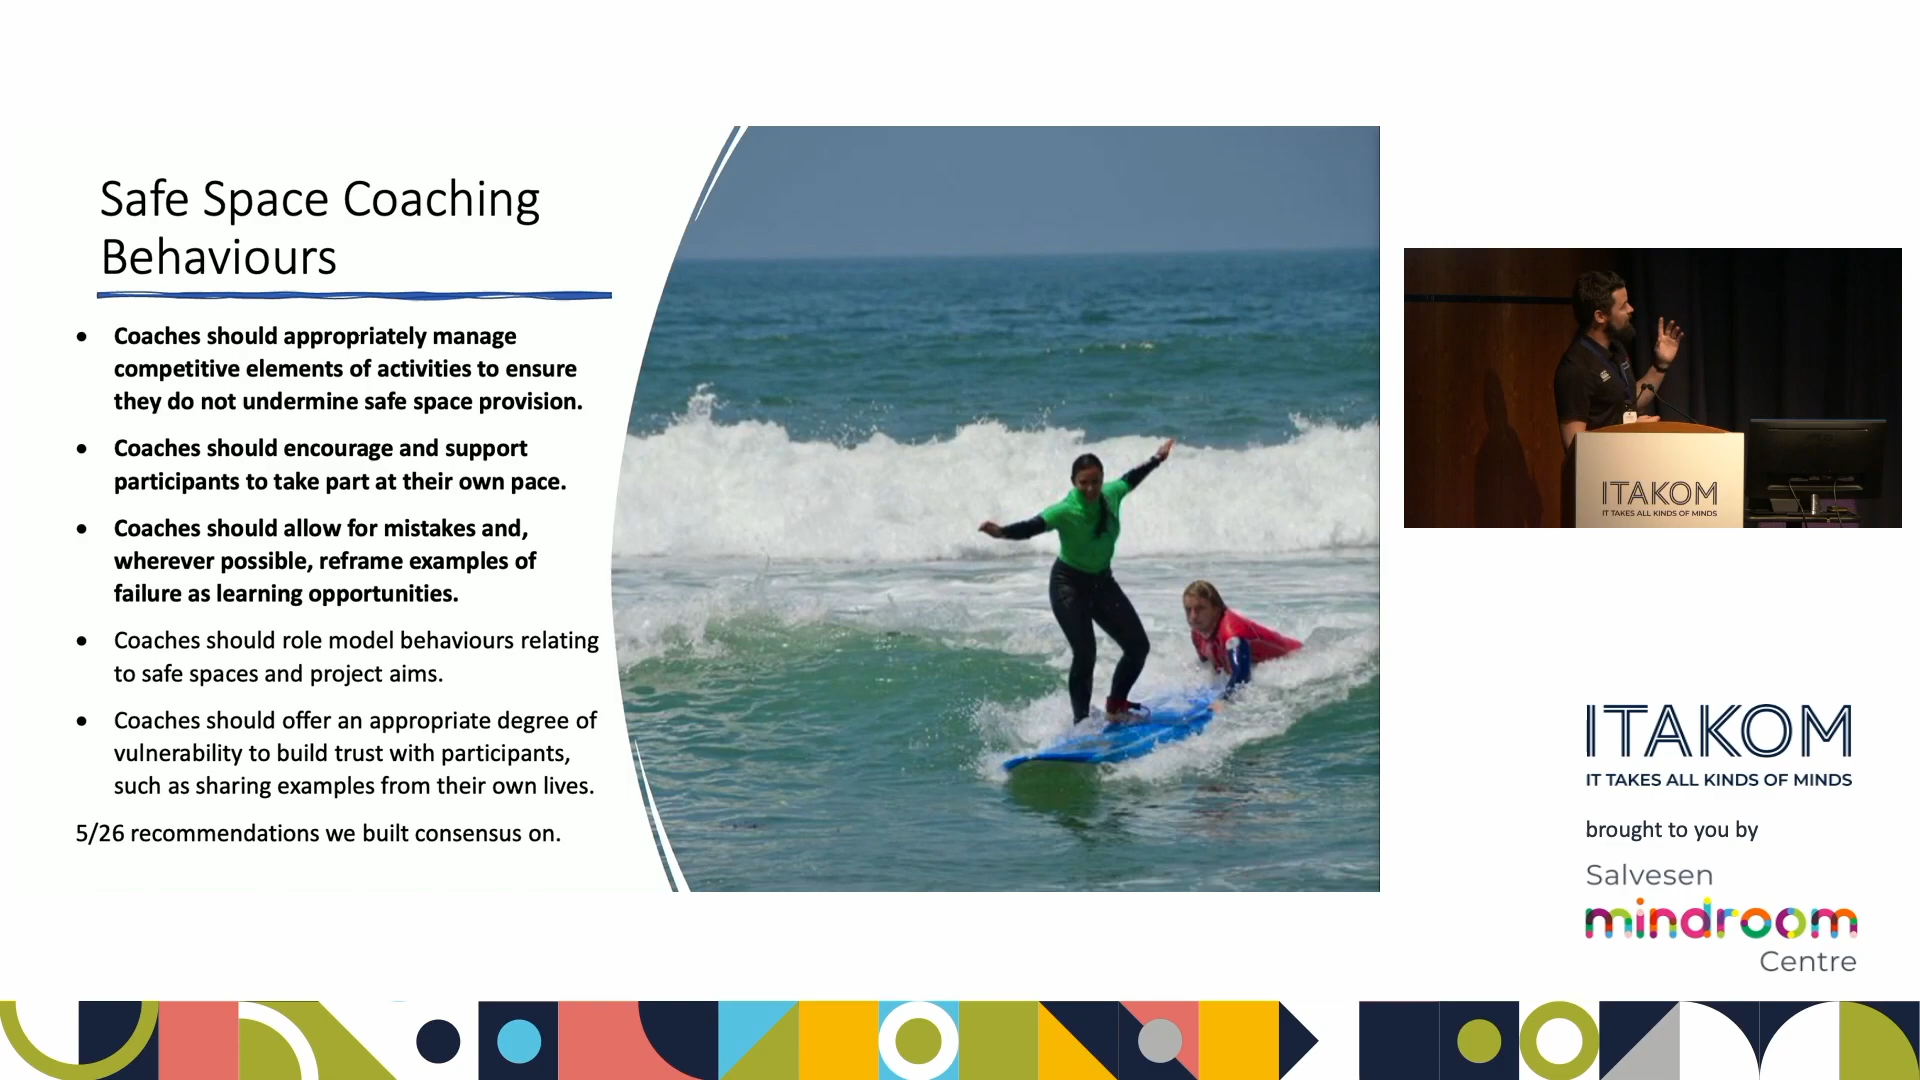 Safe Space Coaching
Behaviours
• Coaches should appropriately manage
competitive elements of activities to ensure
they do not undermine safe space provision.
• Coaches should encourage and support
participants to take part at their own pace.
• Coaches should allow for mistakes and,
wherever possible, reframe examples of
failure as learning opportunities.
• Coaches should role model behaviours relating
to safe spaces and project aims.
• Coaches should offer an appropriate degree of
vulnerability to build trust with participants,
such as sharing examples from their own lives.
5/26 recommendations we built consensus on.
ITAKOM
IT TAKES ALL KINDS OF MINDS
ITAKOM
IT TAKES ALL KINDS OF MINDS
brought to you by
Salvesen
mindroom
Centre